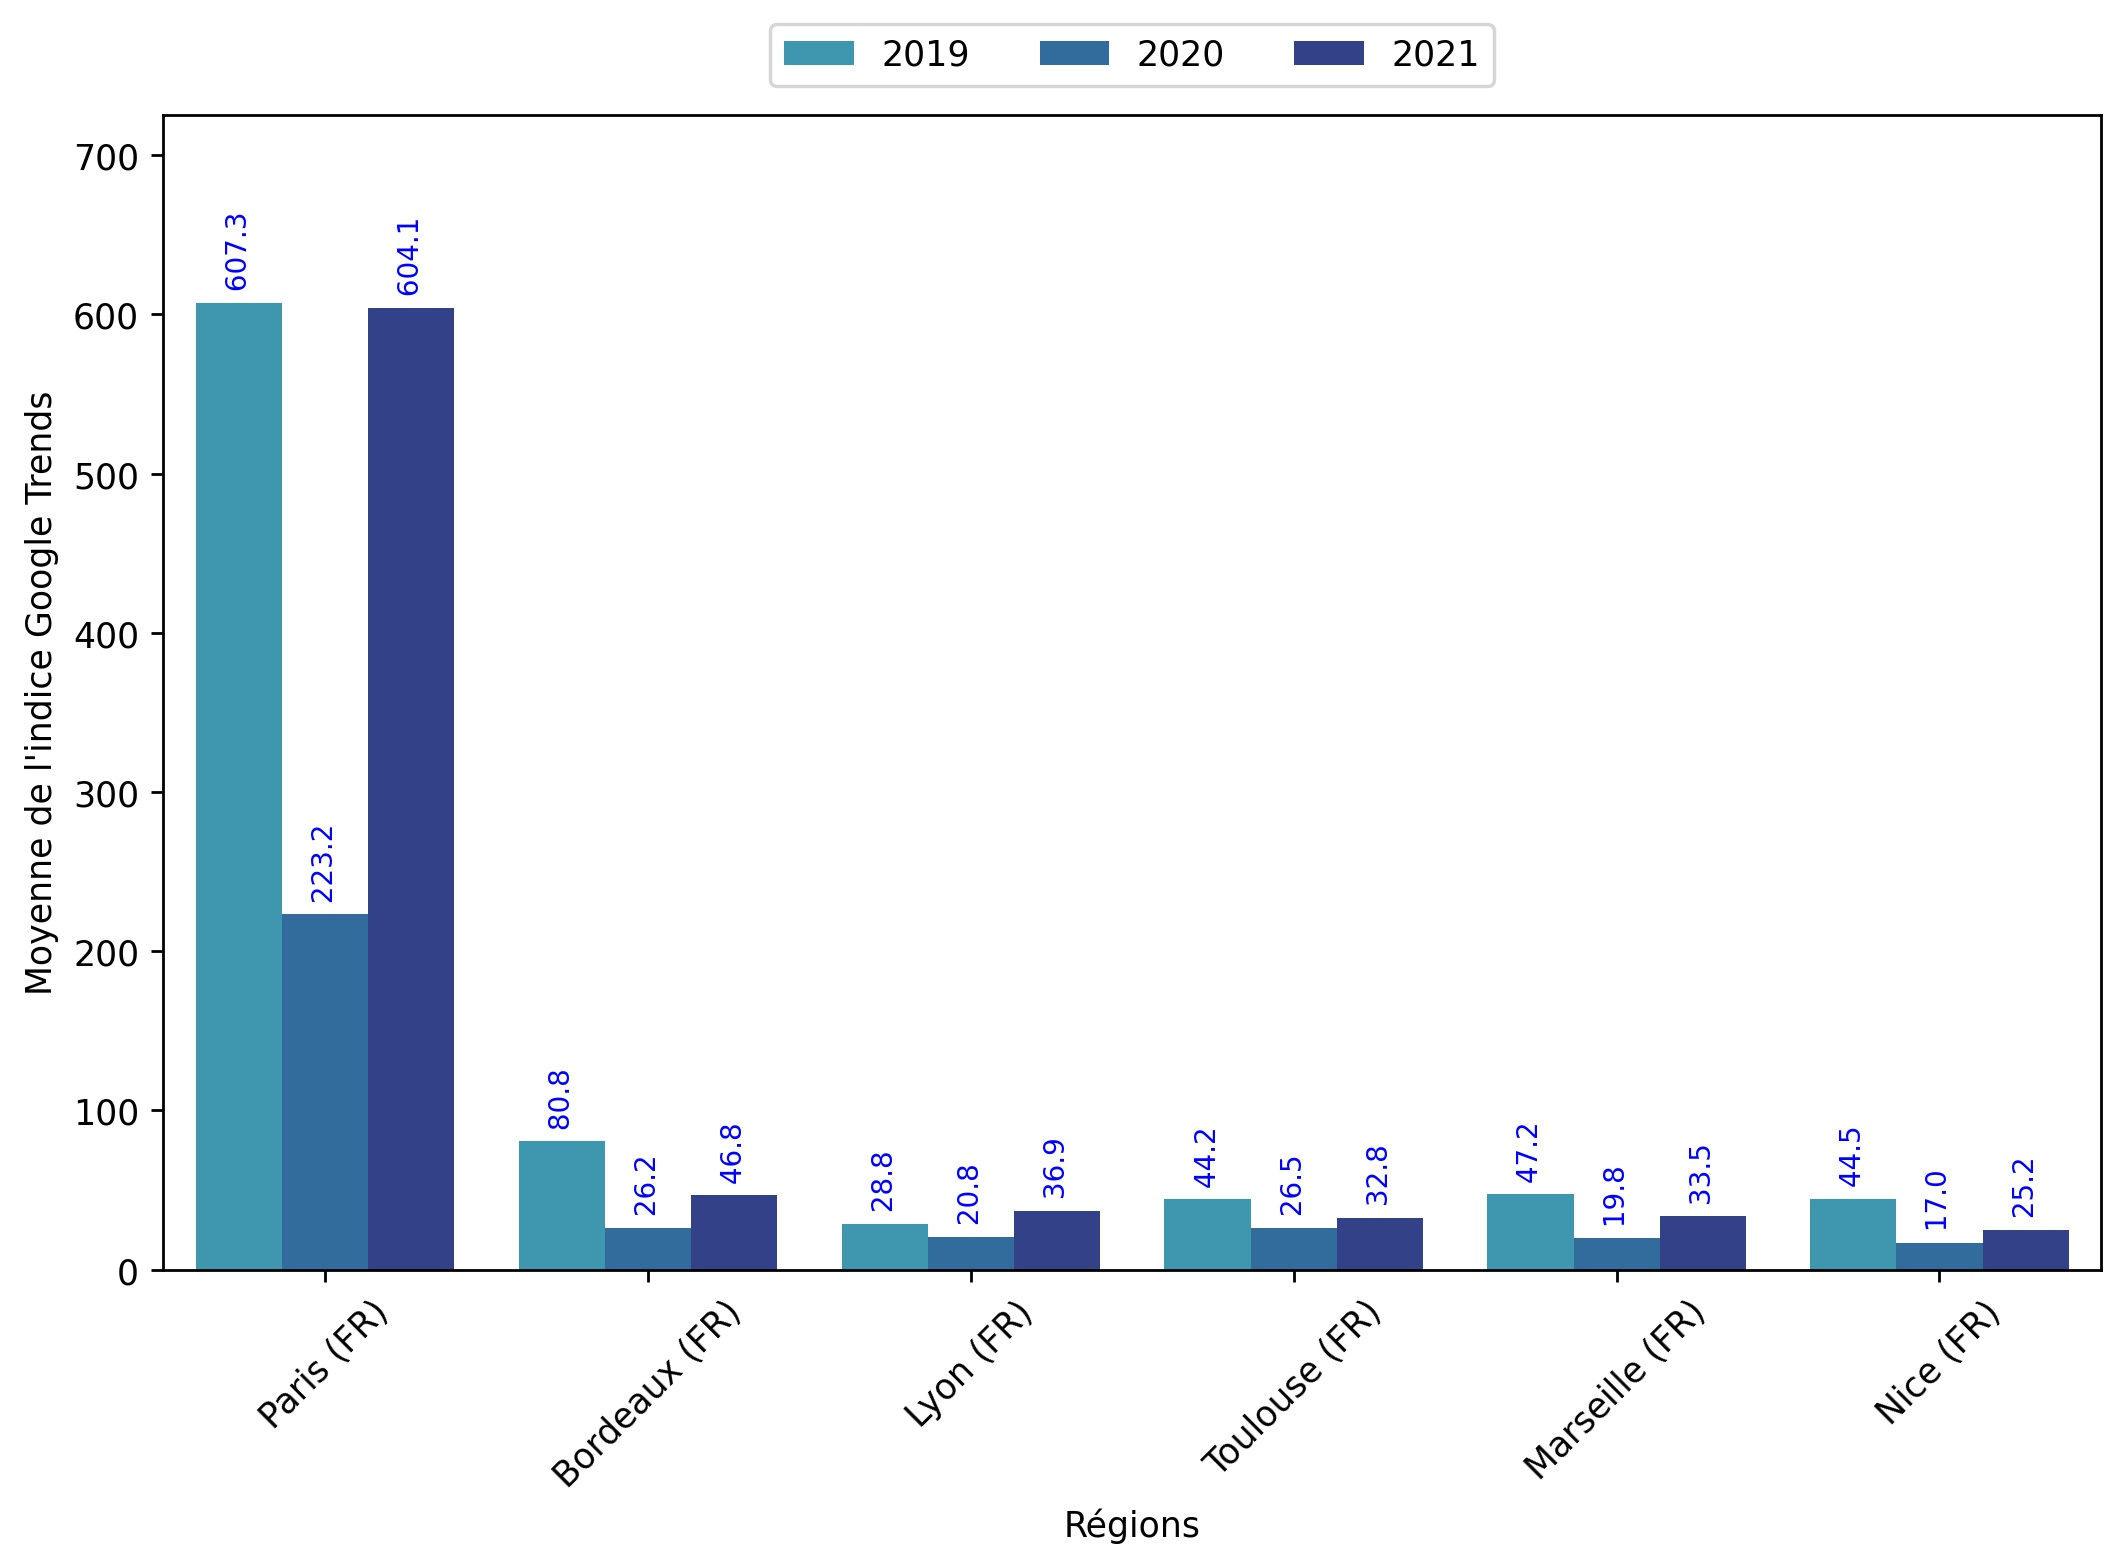 2019 2020 2021
Moyenne de l'indice Google Trends
700
600
500
400
300
200
100
0
607.3 223.2 604.1
80.8 26.2 46.8
28.8 20.8 36.9
44.2 26.5 32.8
47.2 19.8 33.5
44.5 17.0 25.2
Paris (FR)
Bordeaux (FR)
Lyon (FR)
Toulouse (FR)
Marseille (FR)
Nice (FR)
Régions